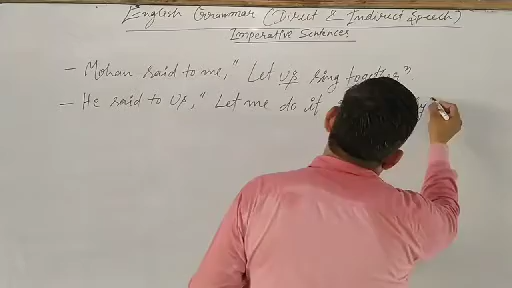 English Grammar (Direct & Indirect Speech)
Imperative Sentences
- Mohan said to me, " Let us sing together".
- He said to us, " Let me do it